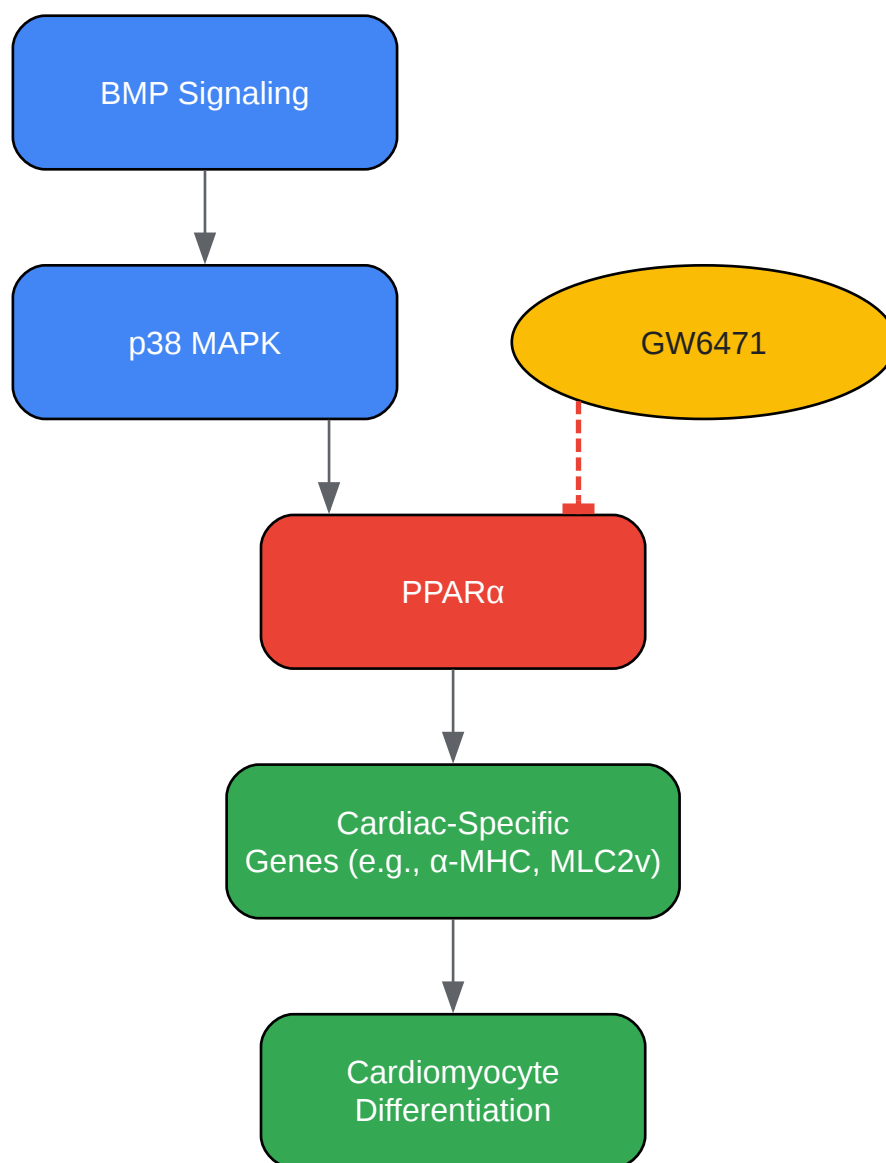 BMP Signaling
p38 MAPK
GW6471
PPARα
Cardiac-Specific
Genes (e.g., α-MHC, MLC2v)
Cardiomyocyte
Differentiation